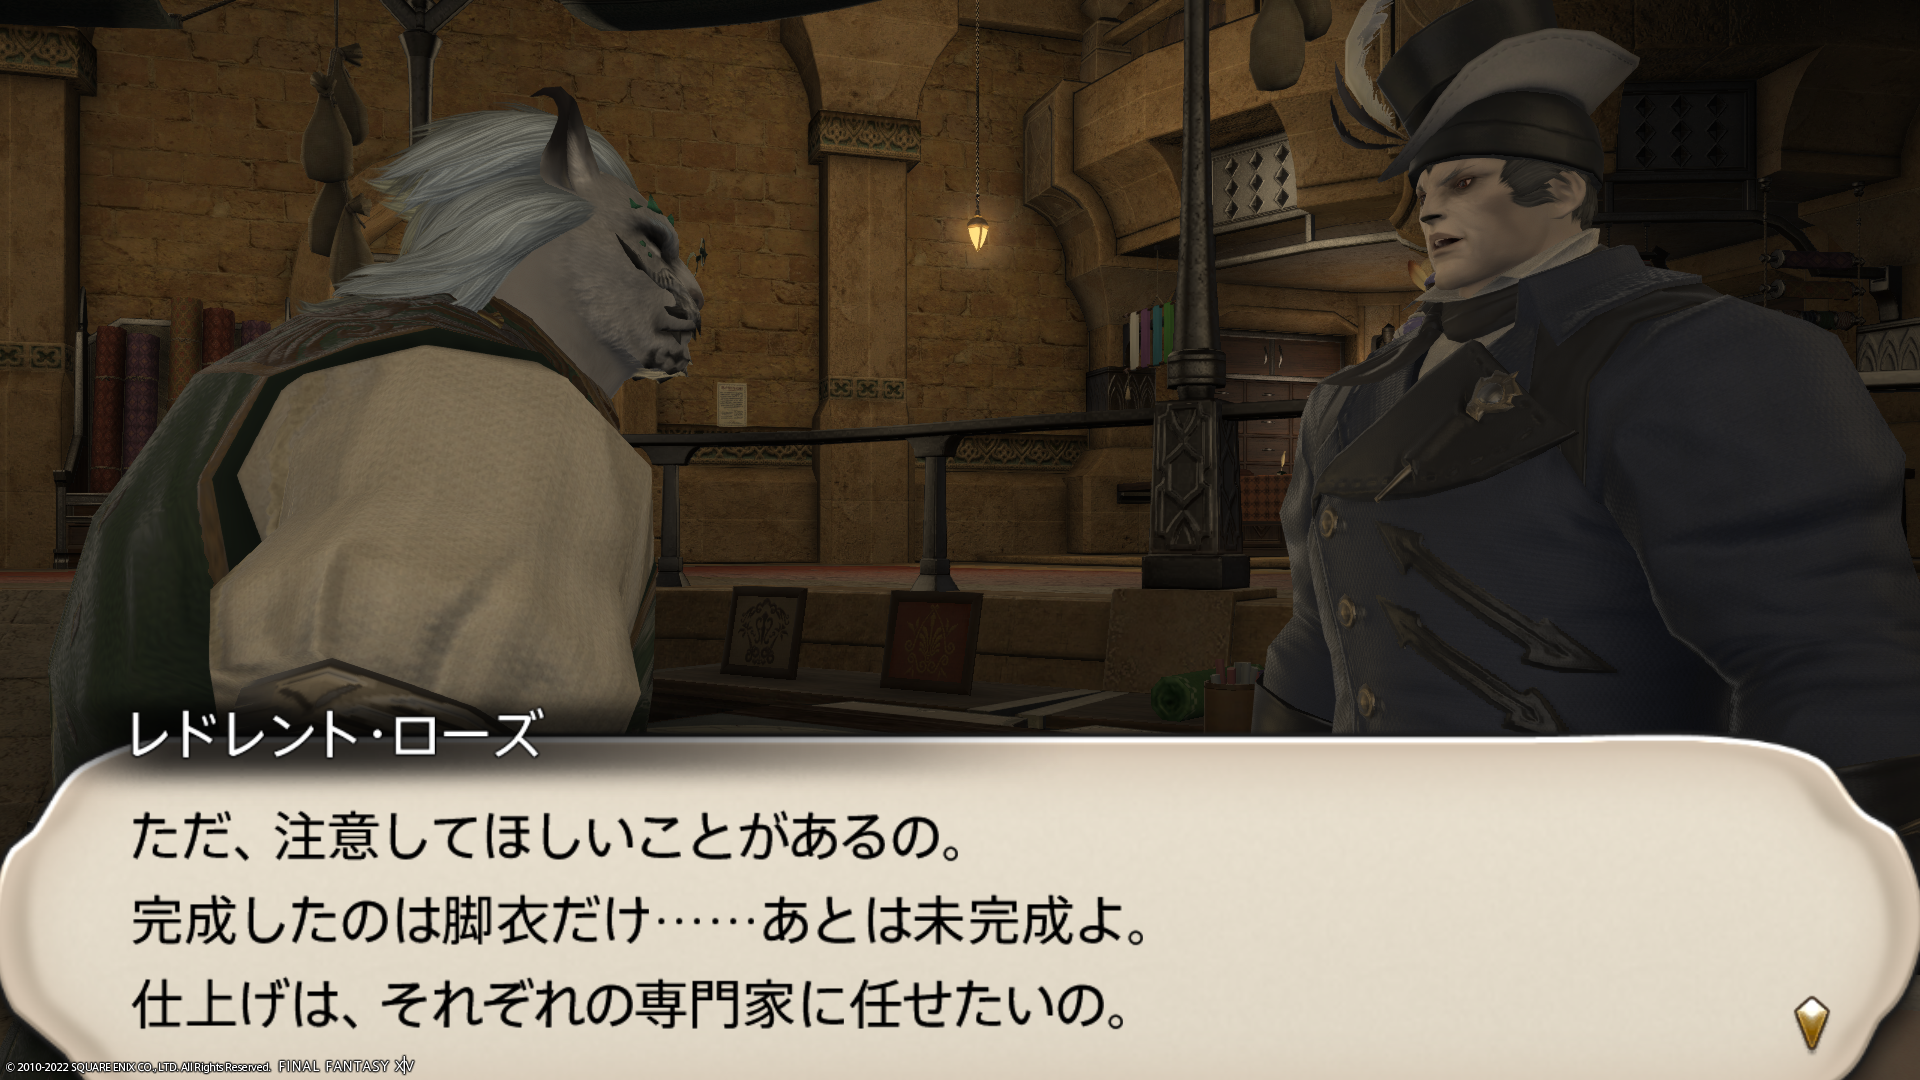 レドレント・ローズ
ただ、注意してほしいことがあるの。
完成したのは脚衣だけ……あとは未完成よ。
仕上げは、それぞれの専門家に任せたいの。
© 2010-2022 SQUARE ENIX CO., LTD. All Rights Reserved. FINAL FANTASY XIV